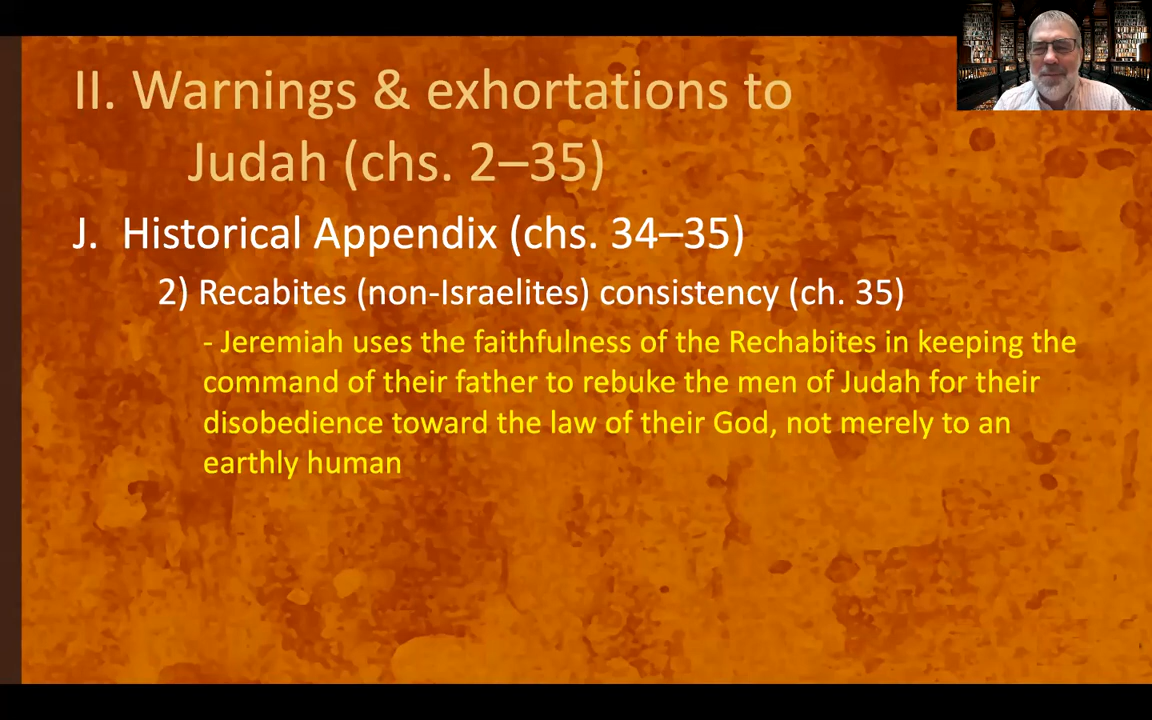 II. Warnings & exhortations to
Judah (chs. 2–35)
J. Historical Appendix (chs. 34–35)
2) Recabites (non-Israelites) consistency (ch. 35)
- Jeremiah uses the faithfulness of the Rechabites in keeping the
command of their father to rebuke the men of Judah for their
disobedience toward the law of their God, not merely to an
earthly human